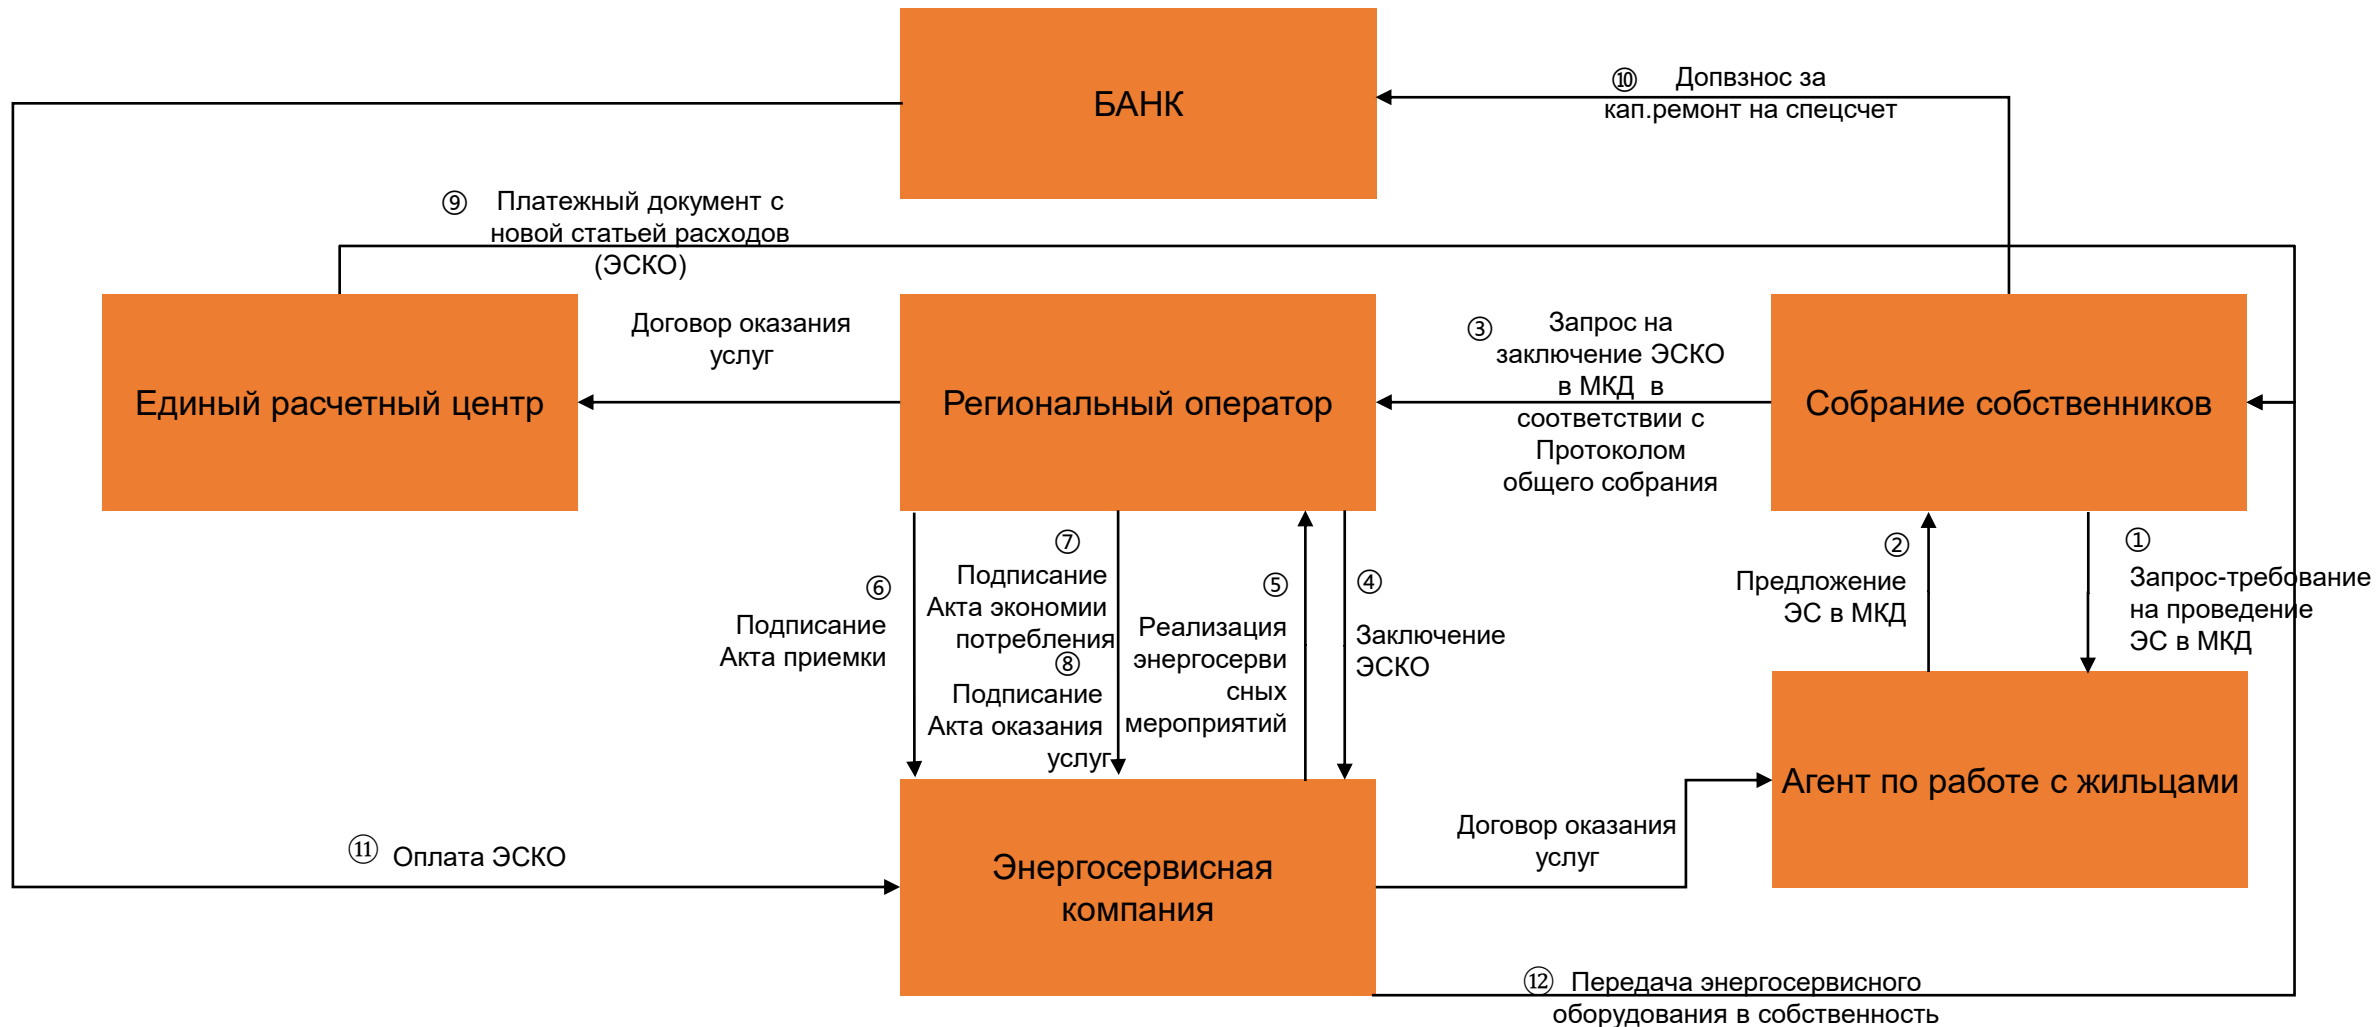 БАНК
⑩ Допвзнос за
кап.ремонт на спецсчет
⑨ Платежный документ с
новой статьей расходов
(ЭСКО)
Единый расчетный центр
Договор оказания
услуг
Региональный оператор
③ Запрос на
заключение ЭСКО
в МКД в
соответствии с
Протоколом
общего собрания
Собрание собственников
⑥
Подписание
Акта приемки
⑦
Подписание
Акта экономии
потребления
⑧
Подписание
Акта оказания
услуг
⑤
Реализация
энергосерви
сных
мероприятий
④
Заключение
ЭСКО
②
Предложение
ЭС в МКД
①
Запрос-требование
на проведение
ЭС в МКД
Агент по работе с жильцами
⑪ Оплата ЭСКО
Энергосервисная
компания
Договор оказания
услуг
⑫ Передача энергосервисного
оборудования в собственность